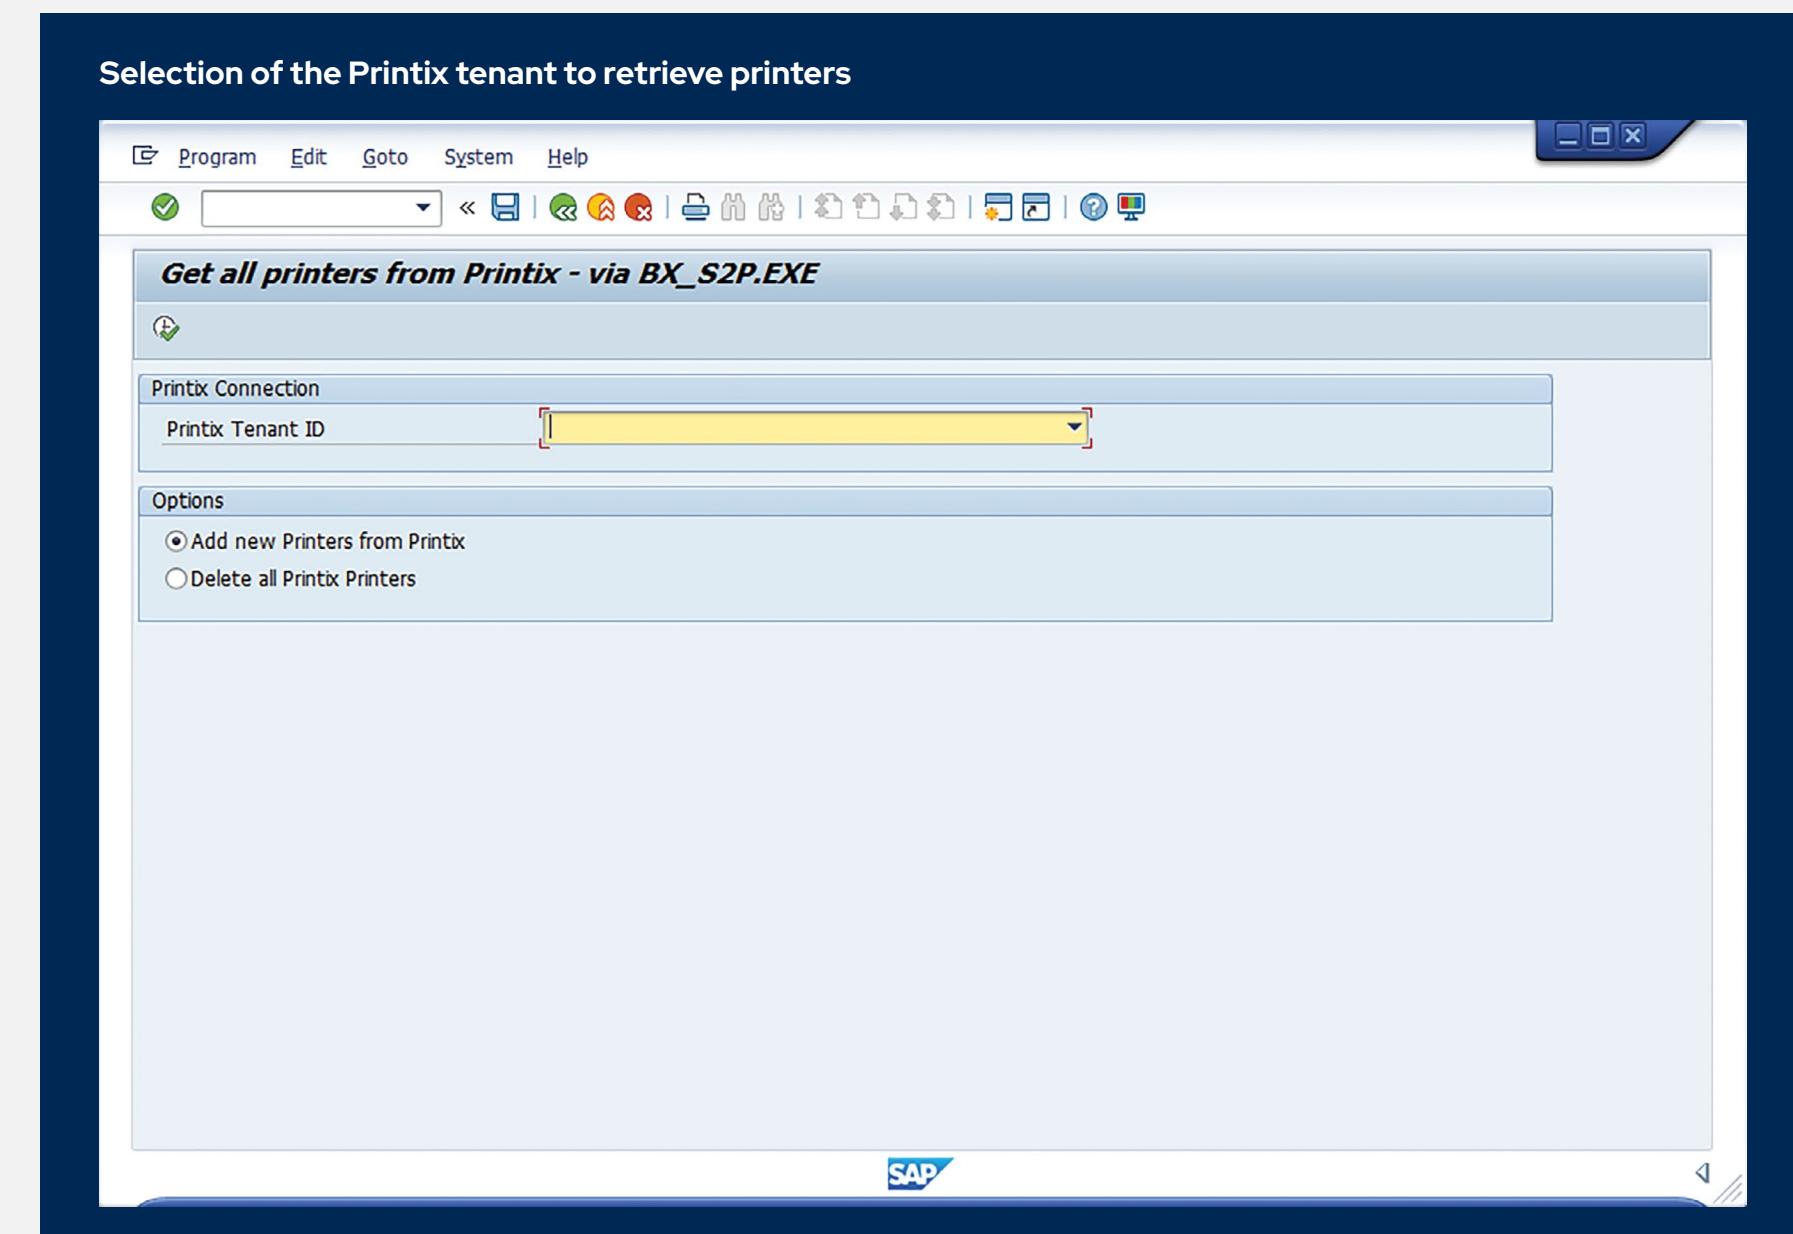 Selection of the Printix tenant to retrieve printers
Program Edit Goto System Help
Get all printers from Printix - via BX_S2P.EXE
Printix Connection
Printix Tenant ID
Options
Add new Printers from Printix
Delete all Printix Printers
SAP